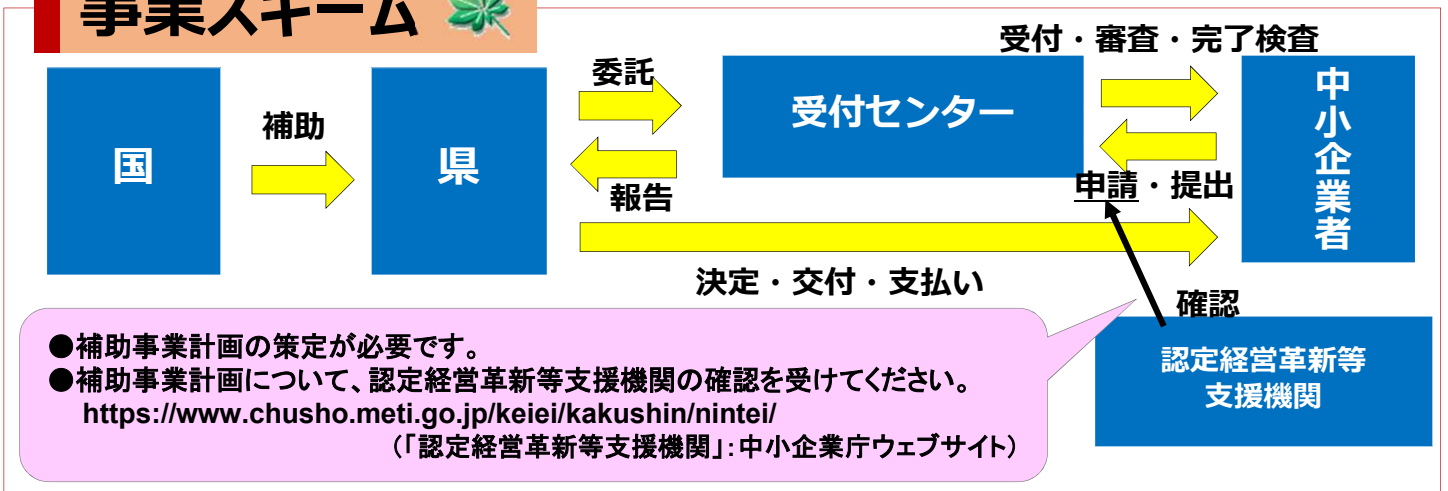 事業スキーム
受付・審査・完了検査
国
補助
県
委託
報告
受付センター
申請・提出
中小企業者
決定・交付・支払い
確認
認定経営革新等
支援機関
●補助事業計画の策定が必要です。
●補助事業計画について、認定経営革新等支援機関の確認を受けてください。
https://www.chusho.meti.go.jp/keiei/kakushin/nintei/
（「認定経営革新等支援機関」：中小企業庁ウェブサイト）